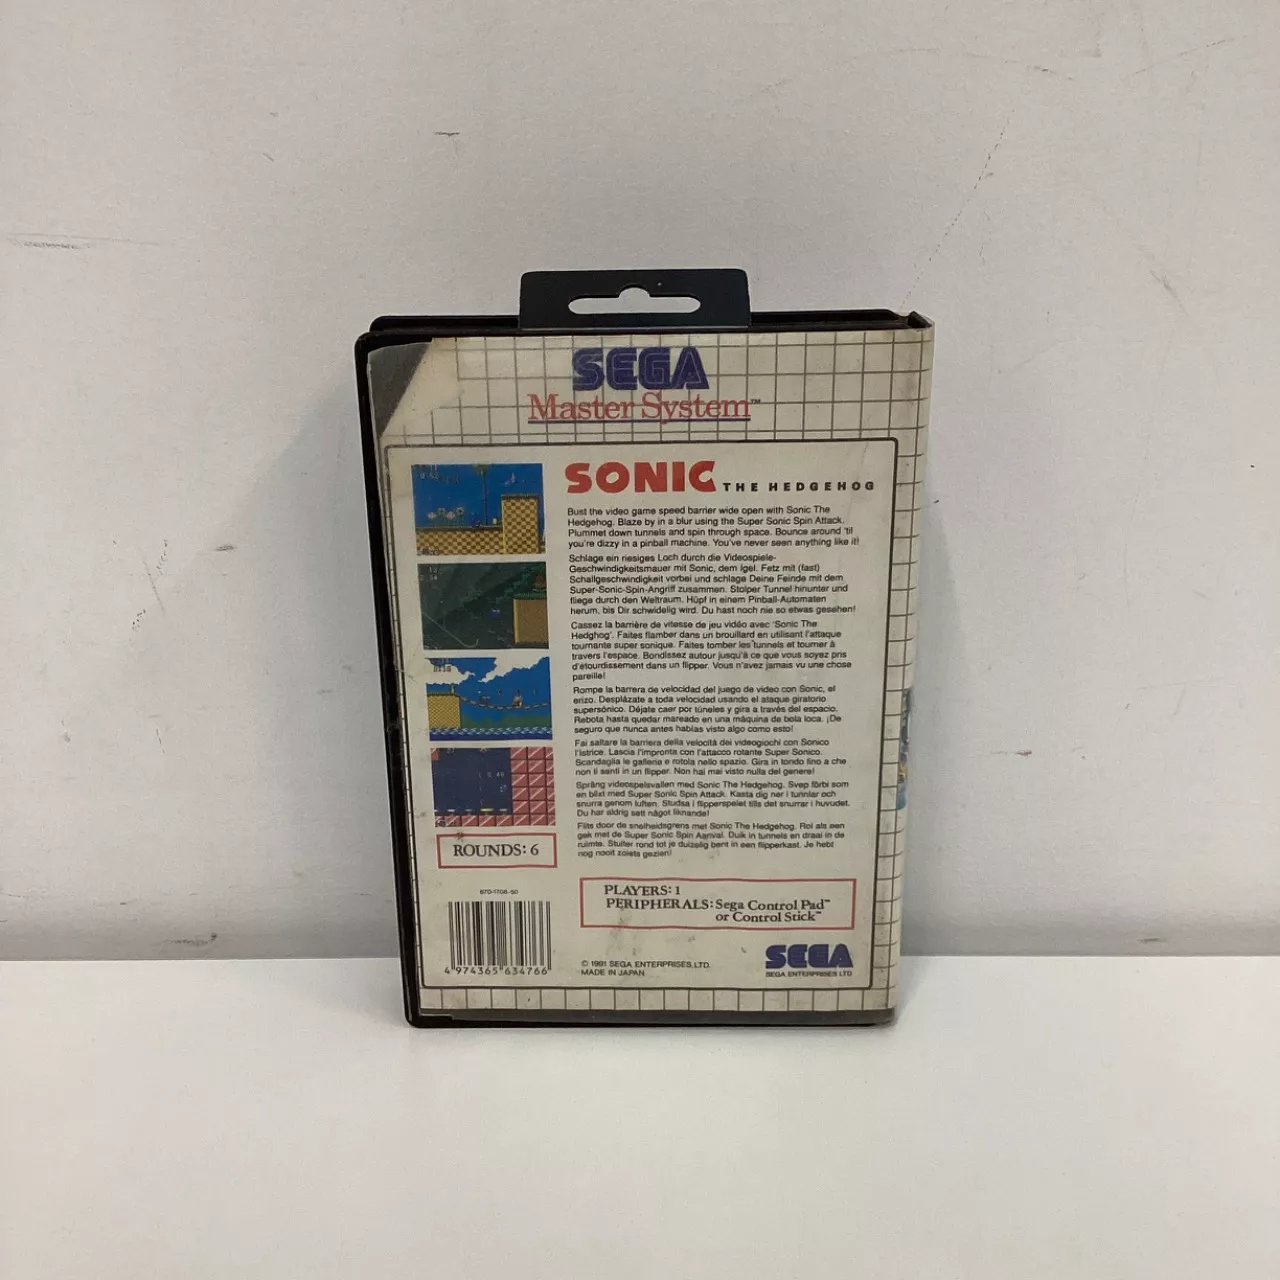 SEGA
Master System™
SONIC THE HEDGEHOG
Bust the video game speed barrier wide open with Sonic The
Hedgehog. Blaze by in a blur using the Super Sonic Spin Attack.
Plummet down tunnels and spin through space. Bounce around 'til
you're dizzy in a pinball machine. You've never seen anything like it!
Schlage ein riesiges Loch durch die Videospiele-
Geschwindigkeitsmauer mit Sonic, dem Igel. Fetz mit (fast)
Schallgeschwindigkeit vorbei und schlage Deine Feinde mit dem
Super-Sonic-Spin-Angriff zusammen. Stolper Tunnel hinunter und
fliege durch den Weltraum. Hüpf in einem Pinball-Automaten
herum, bis Dir schwidelig wird. Du hast noch nie so etwas gesehen!
Cassez la barrière de vitesse de jeu vidéo avec 'Sonic The
Hedghog'. Faites flamber dans un brouillard en utilisant l'attaque
tournante super sonique. Faites tomber les tunnels et tourner à
travers l'espace. Bondissez autour jusqu'à ce que vous soyez pris
d'étourdissement dans un flipper. Vous n'avez jamais vu une chose
pareille!
Rompe la barrera de velocidad del juego de video con Sonic, el
erizo. Desplázate a toda velocidad usando el ataque giratorio
supersónico. Déjate caer por túneles y gira a través del espacio.
Rebota hasta quedar mareado en una máquina de bola loca. ¡De
seguro que nunca antes habías visto algo como esto!
Fai saltare la barriera della velocità dei videogiochi con Sonico
l'istrice. Lascia l'impronta con l'attacco rotante Super Sonico.
Scandaglia le gallerie e rotola nello spazio. Gira in tondo fino a che
non ti senti in un flipper. Non hai mai visto nulla del genere!
Spräng videospelsvallen med Sonic The Hedgehog. Svep förbi som
en blixt med Super Sonic Spin Attack. Kasta dig ner i tunnlar och
snurra genom luften. Studsa i flipperspelet tills det snurrar i huvudet.
Du har aldrig sett något liknande!
Flits door de snelheidsgrens met Sonic The Hedgehog. Rol als een
gek met de Super Sonic Spin Aanval. Duik in tunnels en draai in de
ruimte. Stuiter rond tot je duizelig bent in een flipperkast. Je hebt
nog nooit zoiets gezien!
ROUNDS: 6
PLAYERS: 1
PERIPHERALS: Sega Control Pad™
or Control Stick™
670-1708-50
4 974365 634766
© 1991 SEGA ENTERPRISES, LTD.
MADE IN JAPAN
SEGA
SEGA ENTERPRISES LTD